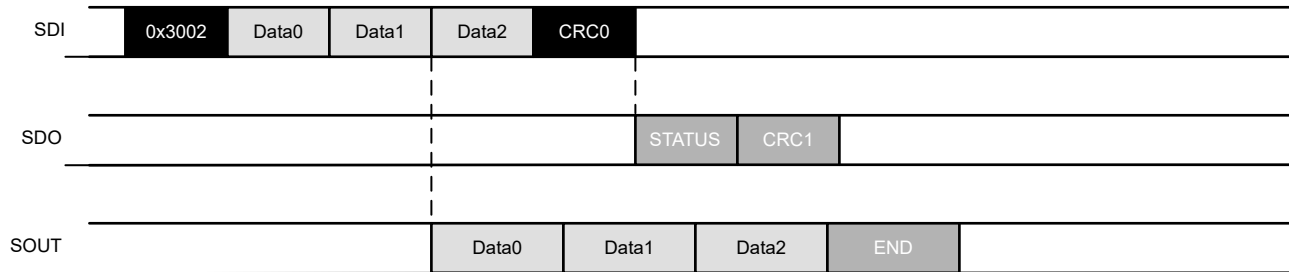 SDI 0x3002 Data0 Data1 Data2 CRC0
SDO STATUS CRC1
SOUT Data0 Data1 Data2 END